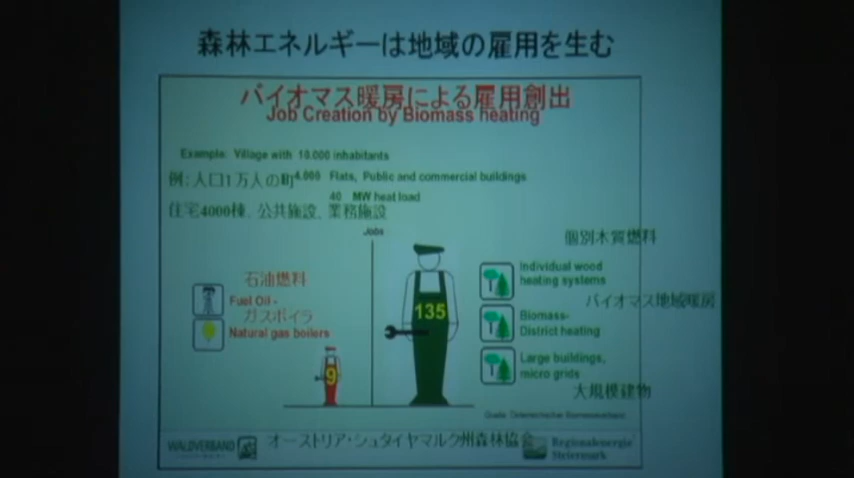 森林エネルギーは地域の雇用を生む
バイオマス暖房による雇用創出
Job Creation by Biomass heating
Example: Village with 10.000 inhabitants
例:人口1万人の町
4.000 Flats, Public and commercial buildings
40 MW heat load
住宅4000棟、公共施設、業務施設
Jobs
石油燃料
Fuel Oil -
ガスボイラ
Natural gas boilers
9
135
個別木質燃料
Individual wood
heating systems
バイオマス地域暖房
Biomass-
District heating
Large buildings,
micro grids
大規模建物
Quelle: Österreichischer Biomasseverband
WALDVERBAND
オーストリア・シュタイヤマルク州森林協会
Regionalenergie
Steiermark